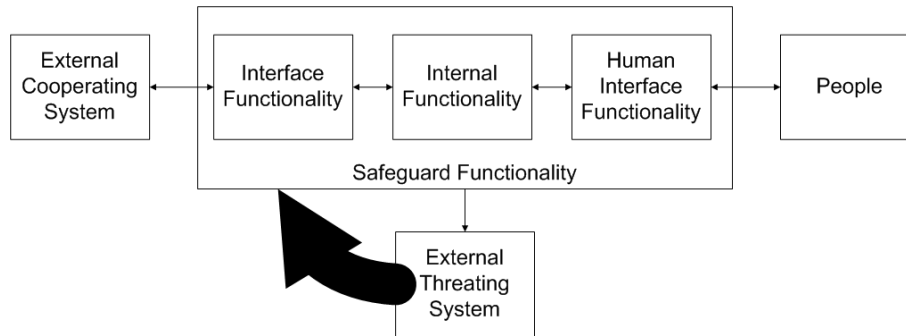 External
Cooperating
System
Interface
Functionality
Internal
Functionality
Human
Interface
Functionality
People
Safeguard Functionality
External
Threating
System